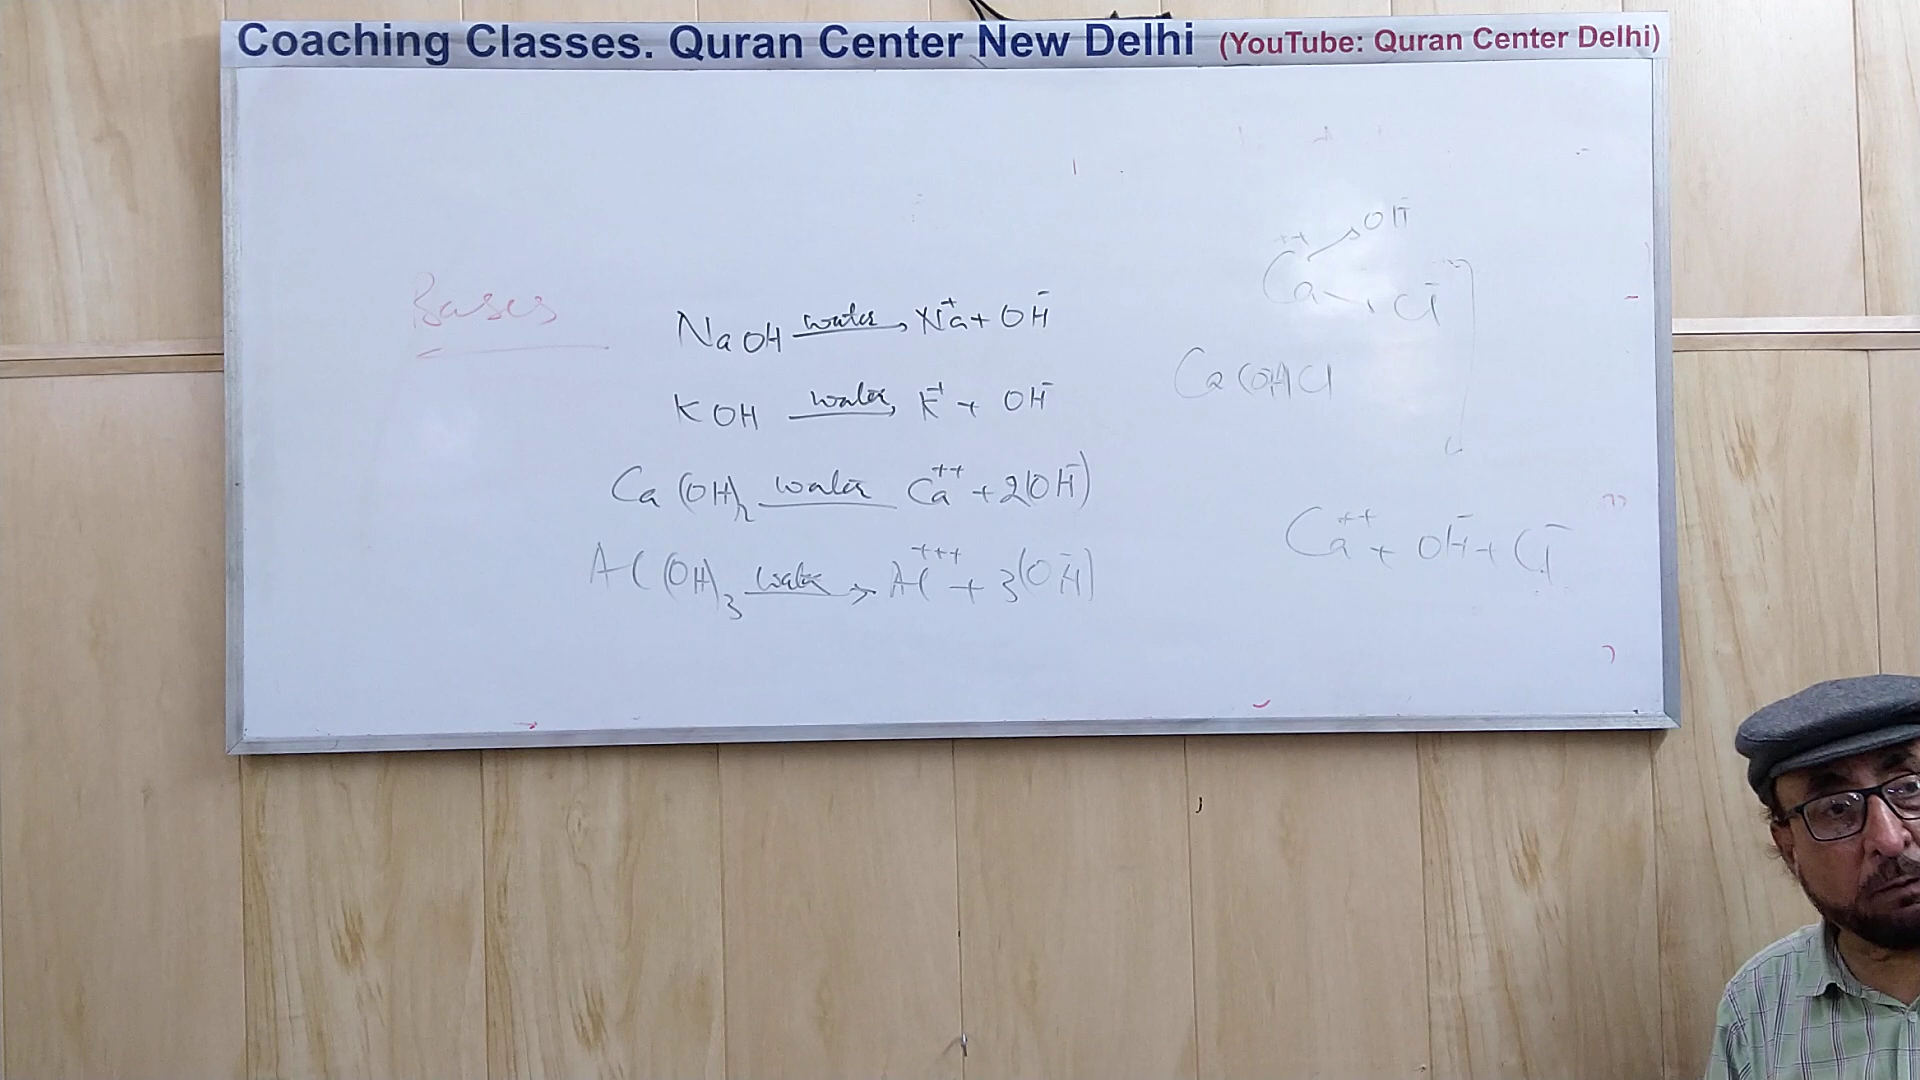 Coaching Classes. Quran Center New Delhi (YouTube: Quran Center Delhi)
Bases
NaOH water→ Na⁺ + OH⁻
KOH water→ K⁺ + OH⁻
Ca(OH)₂ water Ca⁺⁺ + 2(OH⁻)
Al(OH)₃ water→ Al⁺⁺⁺ + 3(OH⁻)
Ca⁺⁺ OH⁻
Cl⁻
Ca(OH)Cl
Ca⁺⁺ + OH⁻ + Cl⁻